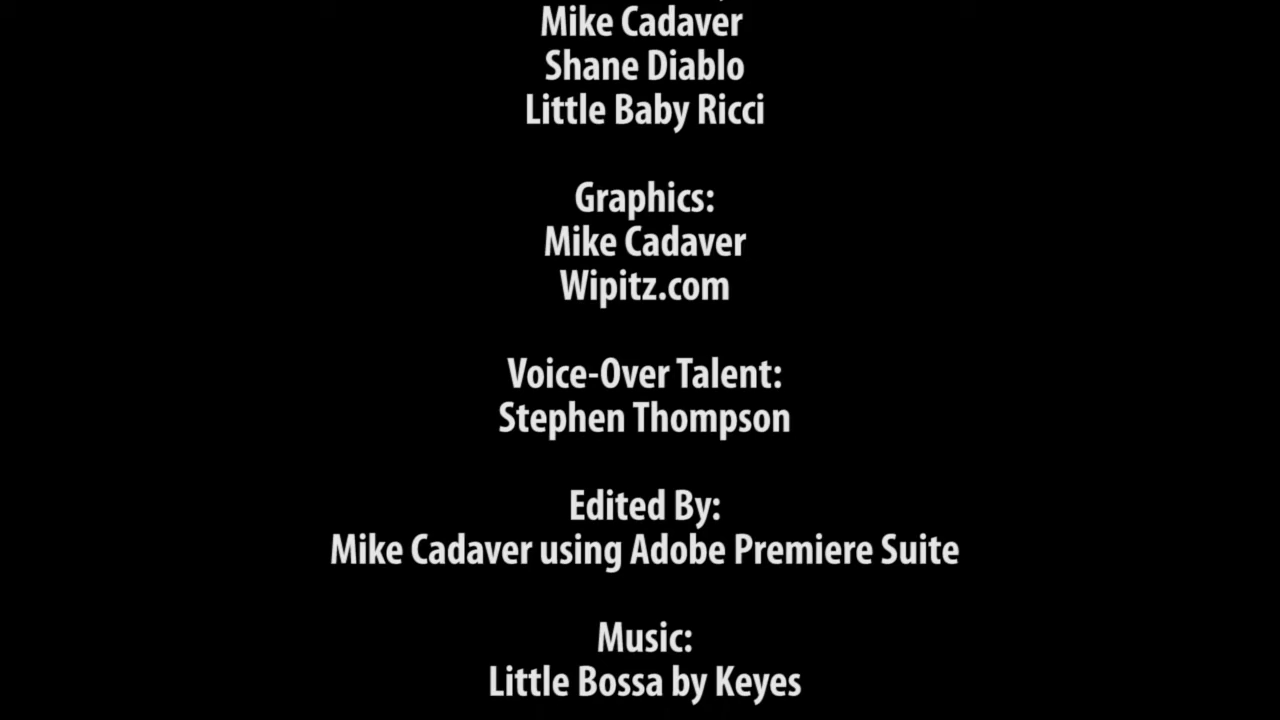 Mike Cadaver
Shane Diablo
Little Baby Ricci
Graphics:
Mike Cadaver
Wipitz.com
Voice-Over Talent:
Stephen Thompson
Edited By:
Mike Cadaver using Adobe Premiere Suite
Music:
Little Bossa by Keyes